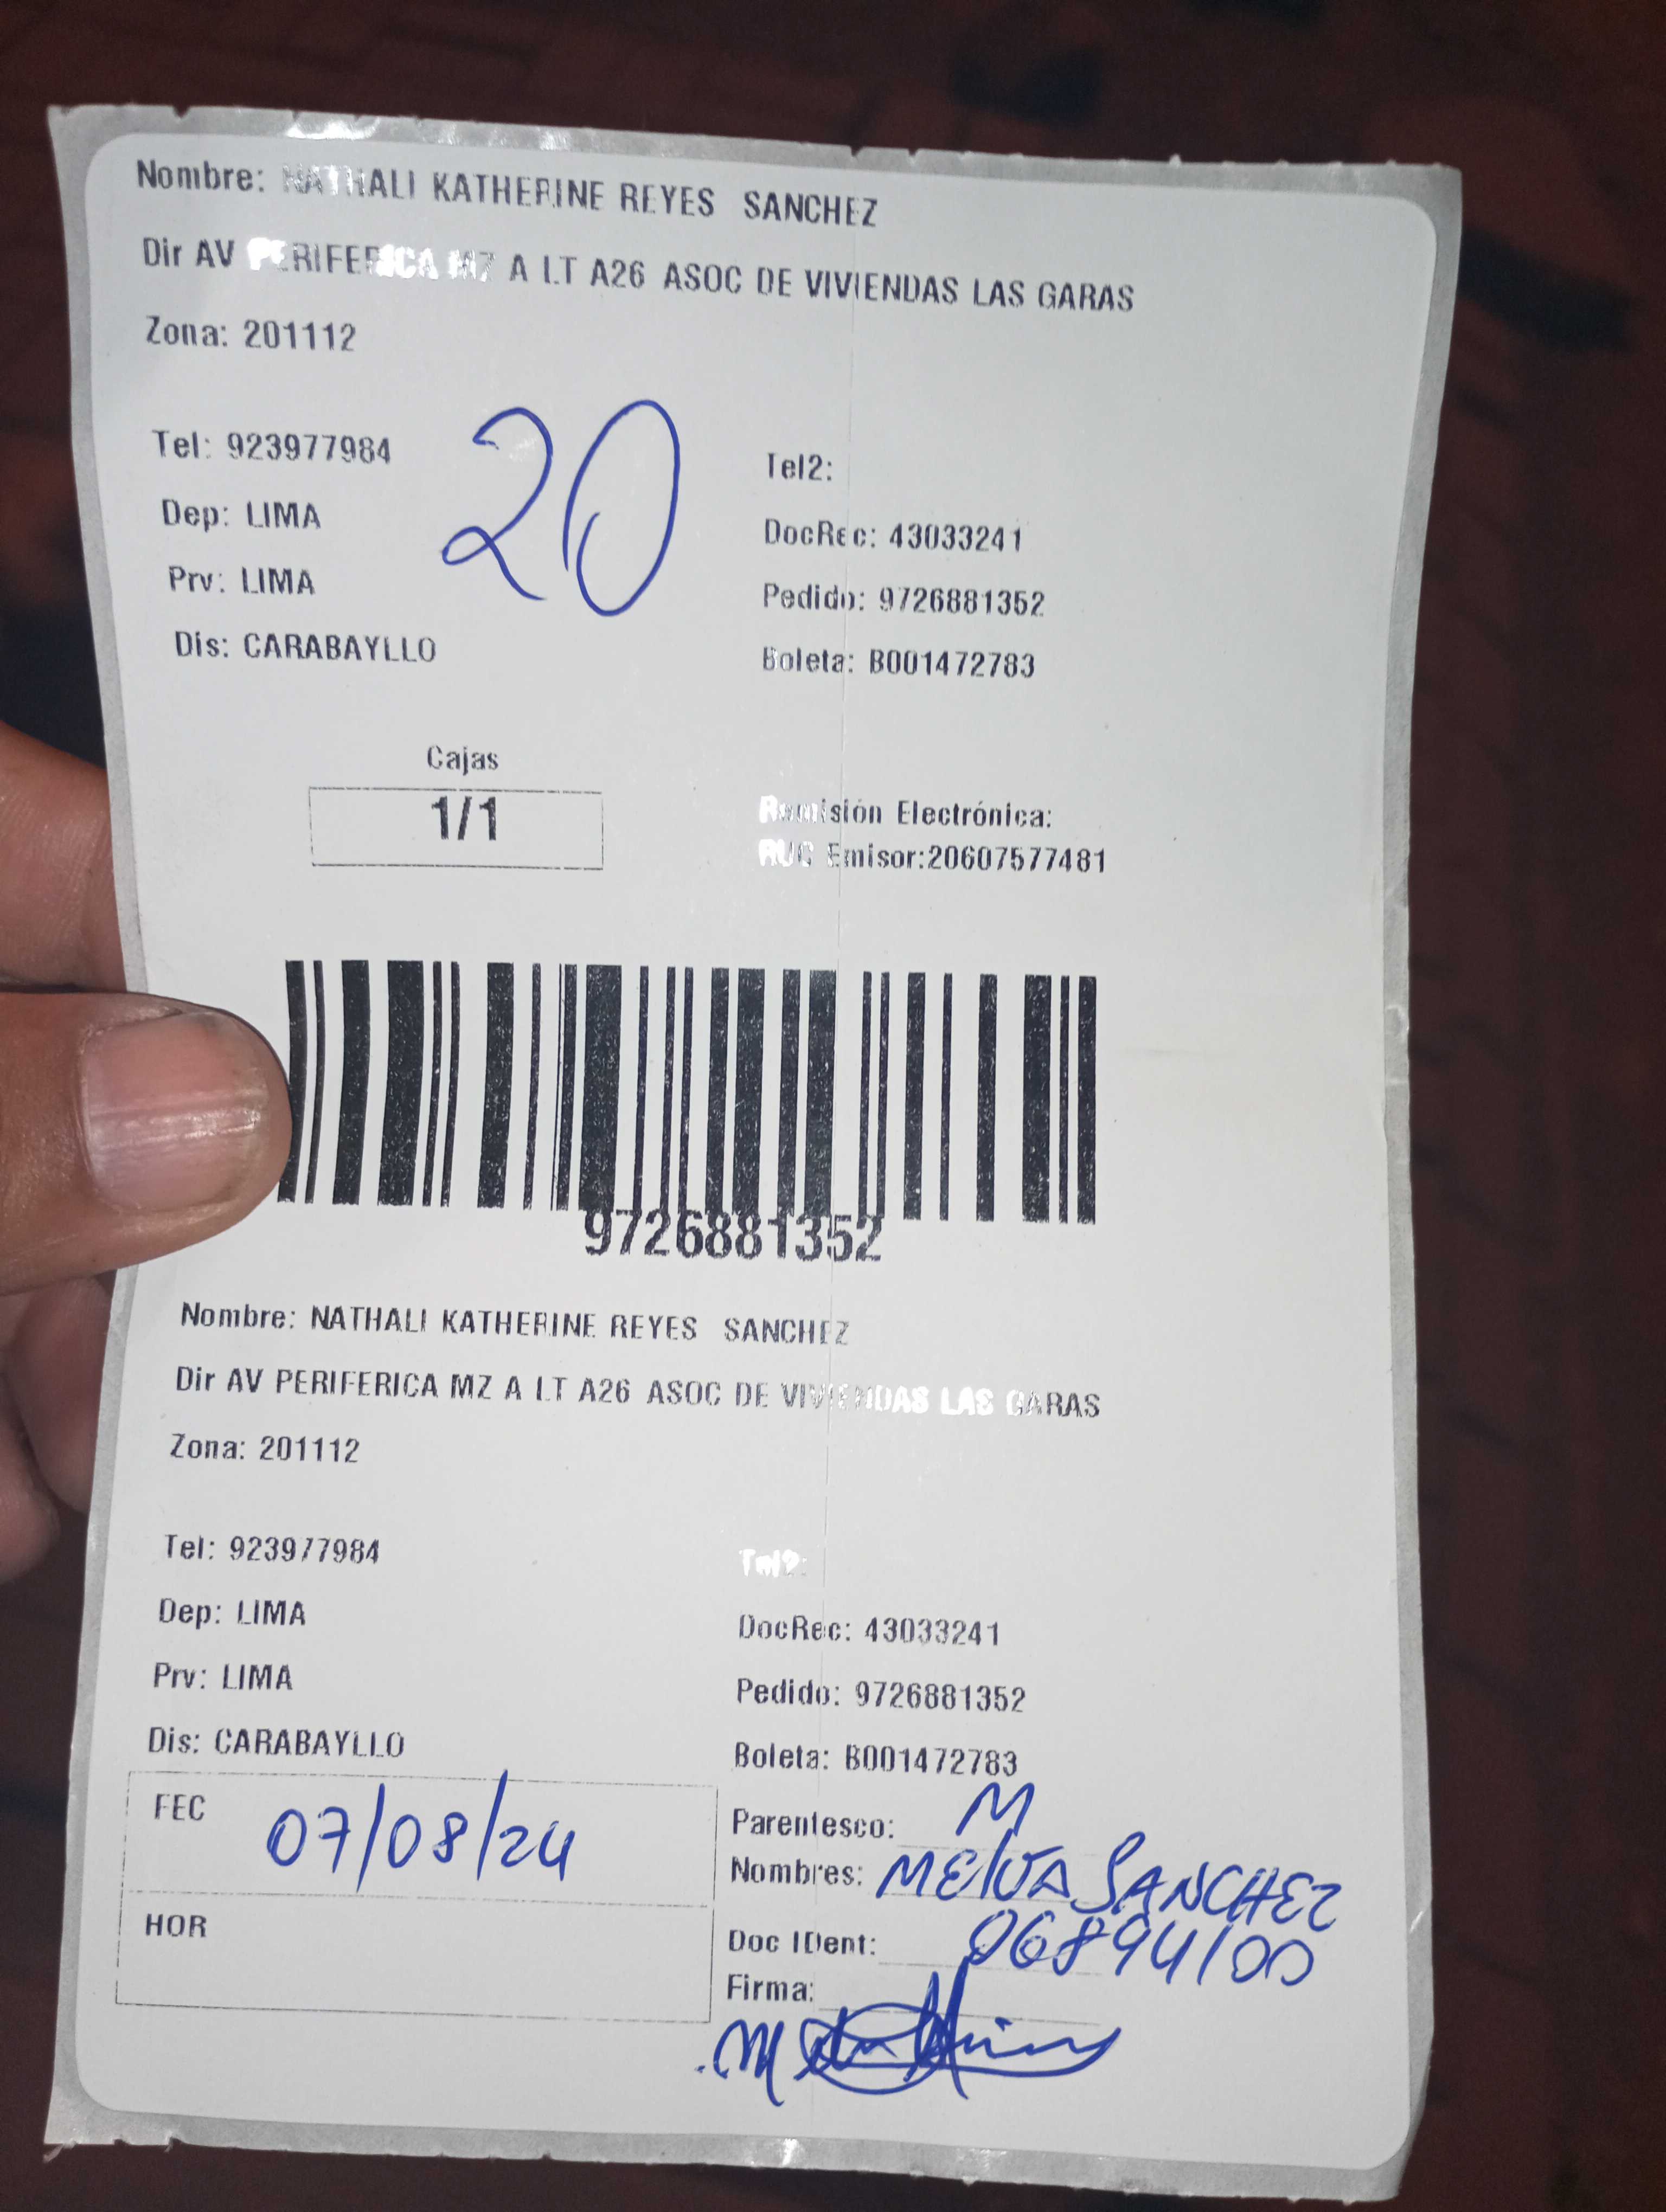 Nombre: NATHALI KATHERINE REYES SANCHEZ
Dir AV PERIFERICA MZ A LT A26 ASOC DE VIVIENDAS LAS GARAS
Zona: 201112
20
Tel: 923977984
Tel2:
Dep: LIMA
DocRec: 43033241
Prv: LIMA
Pedido: 9726881352
Dis: CARABAYLLO
Boleta: B001472783
Cajas
1/1
Remisión Electrónica:
RUC Emisor:20607577481
9726881352
Nombre: NATHALI KATHERINE REYES SANCHEZ
Dir AV PERIFERICA MZ A LT A26 ASOC DE VIVIENDAS LAS GARAS
Zona: 201112
Tel: 923977984
Tel2:
Dep: LIMA
DocRec: 43033241
Prv: LIMA
Pedido: 9726881352
Dis: CARABAYLLO
Boleta: B001472783
FEC 07/08/24
Parentesco: M
Nombres: MELVA SANCHEZ
HOR
Doc IDent: 06894100
Firma: